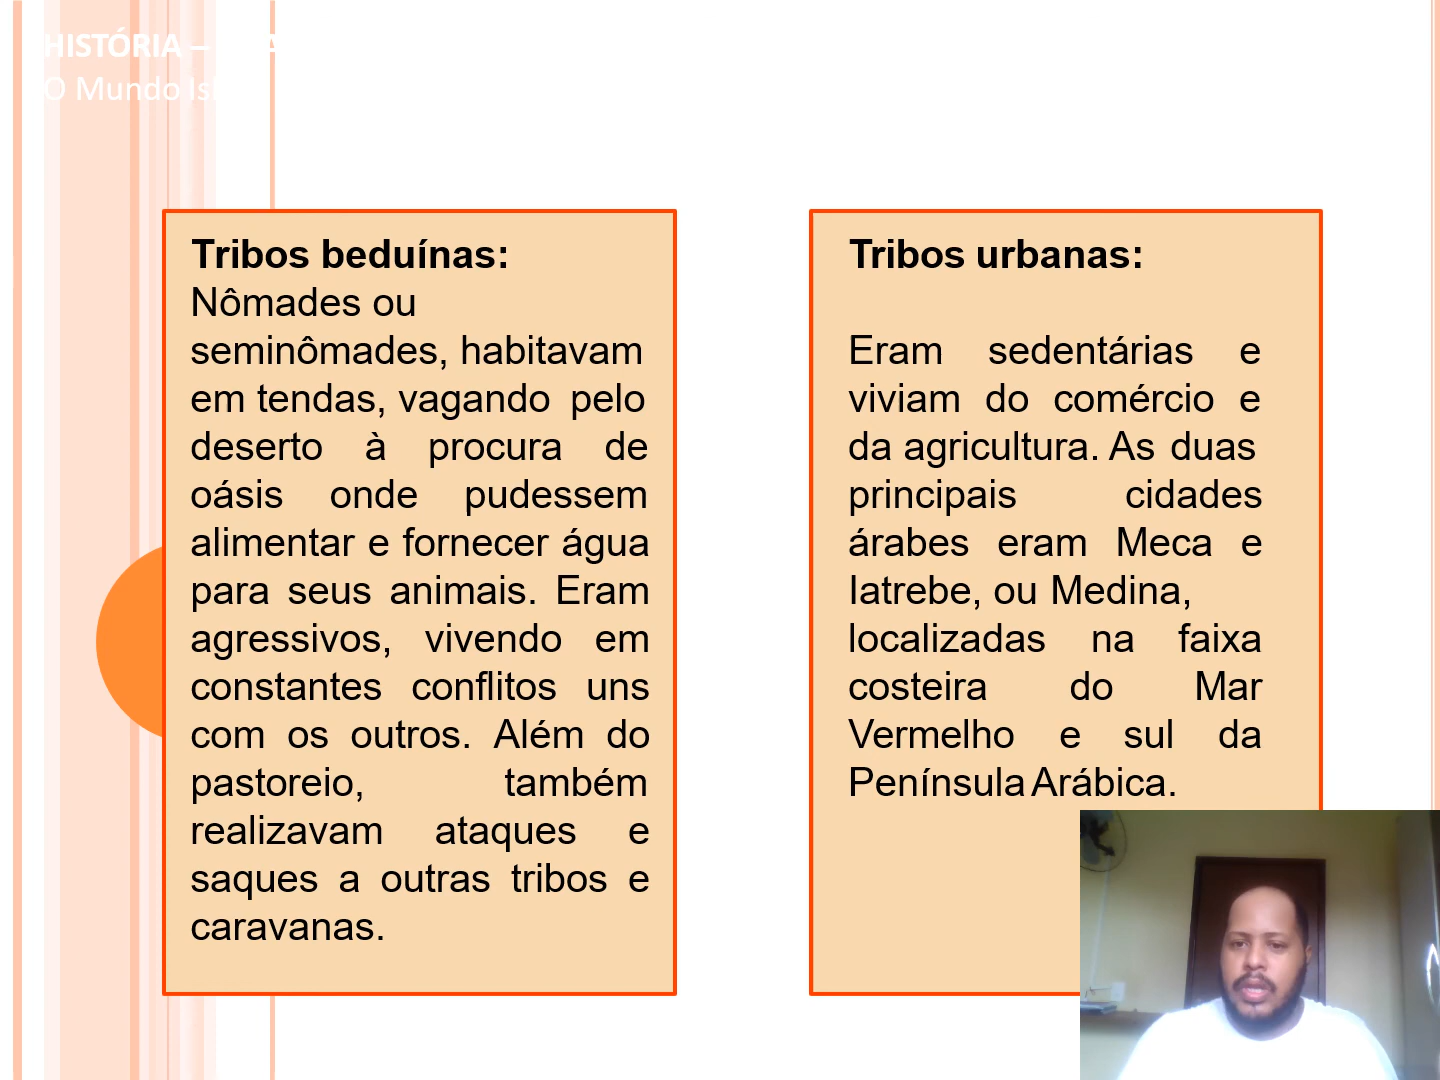 HISTÓRIA –
O Mundo
Tribos beduínas:
Nômades ou
seminômades, habitavam
em tendas, vagando pelo
deserto à procura de
oásis onde pudessem
alimentar e fornecer água
para seus animais. Eram
agressivos, vivendo em
constantes conflitos uns
com os outros. Além do
pastoreio, também
realizavam ataques e
saques a outras tribos e
caravanas.
Tribos urbanas:
Eram sedentárias e
viviam do comércio e
da agricultura. As duas
principais cidades
árabes eram Meca e
Iatrebe, ou Medina,
localizadas na faixa
costeira do Mar
Vermelho e sul da
Península Arábica.